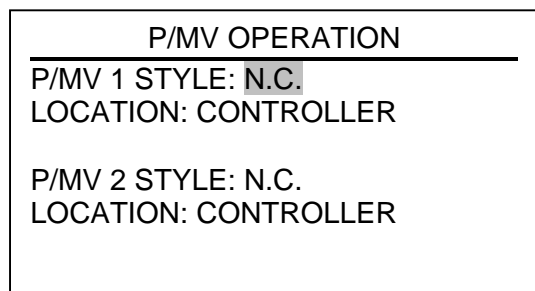 P/MV OPERATION
P/MV 1 STYLE: N.C.
LOCATION: CONTROLLER
P/MV 2 STYLE: N.C.
LOCATION: CONTROLLER